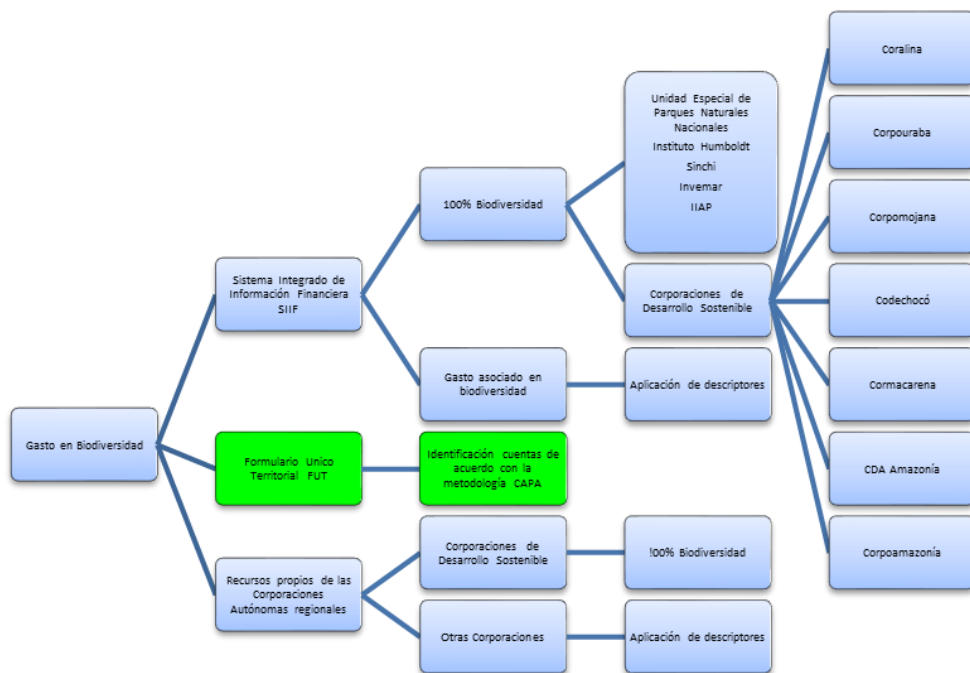 Gasto en Biodiversidad
Sistema Integrado de
Información Financiera
SIIF
100% Biodiversidad
Unidad Especial de
Parques Naturales
Nacionales
Instituto Humboldt
Sinchi
Invemar
IIAP
Corporaciones de
Desarrollo Sostenible
Coralina
Corpouraba
Corpomojana
Codechocó
Cormacarena
CDA Amazonía
Corpoamazonía
Gasto asociado en
biodiversidad
Aplicación de descriptores
Formulario Unico
Territorial FUT
Identificación cuentas de
acuerdo con la
metodología CAPA
Recursos propios de las
Corporaciones
Autónomas regionales
Corporaciones de
Desarrollo Sostenible
!00% Biodiversidad
Otras Corporaciones
Aplicación de descriptores